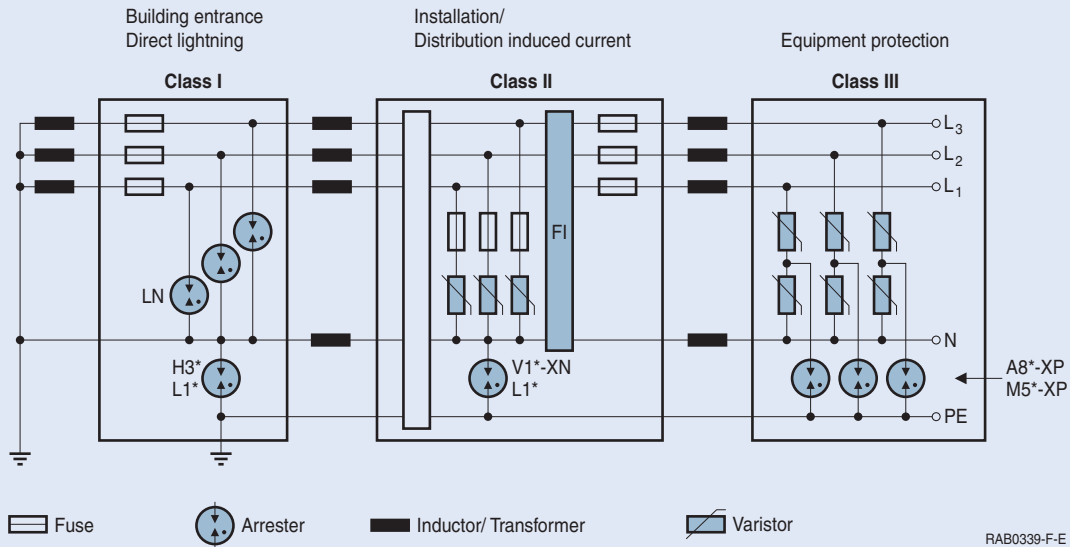 Building entrance
Direct lightning
Class I
Installation/
Distribution induced current
Class II
Equipment protection
Class III
L3
L2
L1
FI
LN
N
H3*
L1*
V1*-XN
L1*
A8*-XP
M5*-XP
PE
Fuse
Arrester
Inductor/ Transformer
Varistor
RAB0339-F-E